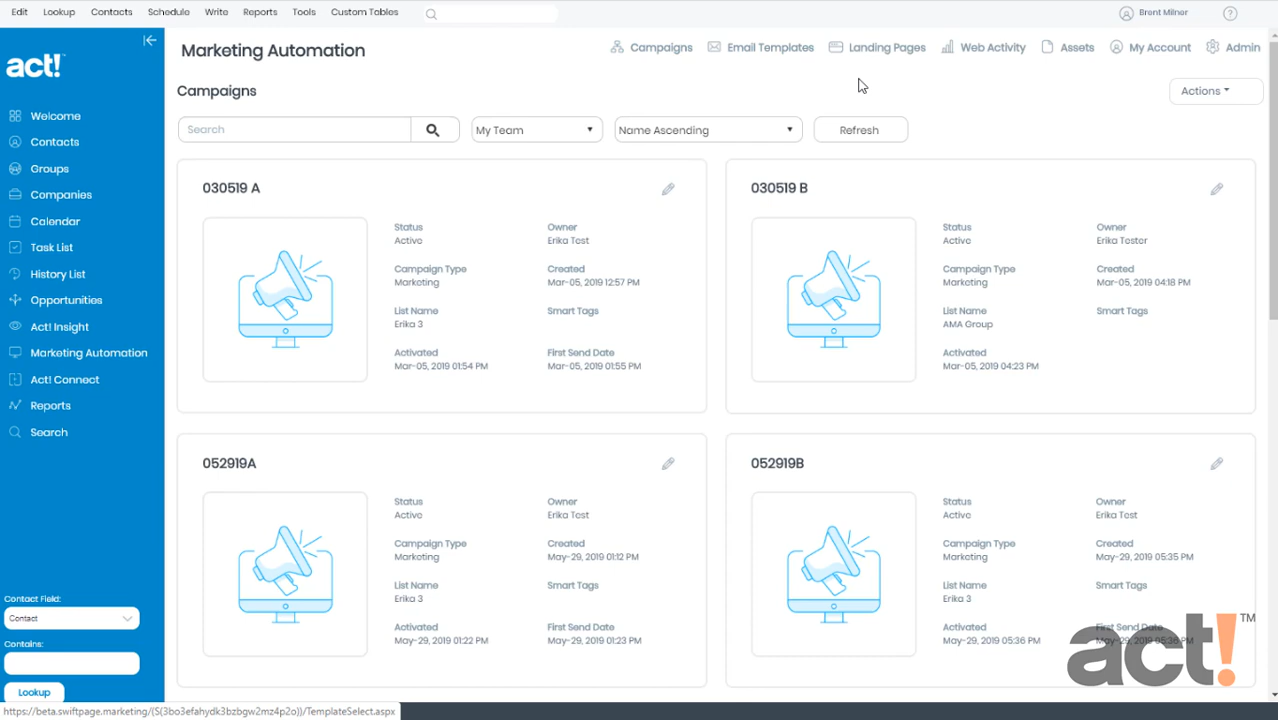 Edit Lookup Contacts Schedule Write Reports Tools Custom Tables
Brent Milnor
?
act!
Welcome
Contacts
Groups
Companies
Calendar
Task List
History List
Opportunities
Act! Insight
Marketing Automation
Act! Connect
Reports
Search
Contact Field:
Contact
Contains:
Lookup
Marketing Automation
Campaigns Email Templates Landing Pages Web Activity Assets My Account Admin
Campaigns
Actions
Search
My Team
Name Ascending
Refresh
030519 A
Status
Active
Owner
Erika Test
Campaign Type
Marketing
Created
Mar-05, 2019 12:57 PM
List Name
Erika 3
Smart Tags
Activated
Mar-05, 2019 01:54 PM
First Send Date
Mar-05, 2019 01:55 PM
030519 B
Status
Active
Owner
Erika Tester
Campaign Type
Marketing
Created
Mar-05, 2019 04:18 PM
List Name
AMA Group
Smart Tags
Activated
Mar-05, 2019 04:23 PM
052919A
Status
Active
Owner
Erika Test
Campaign Type
Marketing
Created
May-29, 2019 01:12 PM
List Name
Erika 3
Smart Tags
Activated
May-29, 2019 01:22 PM
First Send Date
May-29, 2019 01:23 PM
052919B
Status
Active
Owner
Erika Test
Campaign Type
Marketing
Created
May-29, 2019 05:35 PM
List Name
Erika 3
Smart Tags
Activated
May-29, 2019 05:36 PM
First Send Date
May-29, 2019 05:36 PM
act!™
https://beta.swiftpage.marketing/(S(3bo3efahydk3bzbgw2mz4p2o))/TemplateSelect.aspx